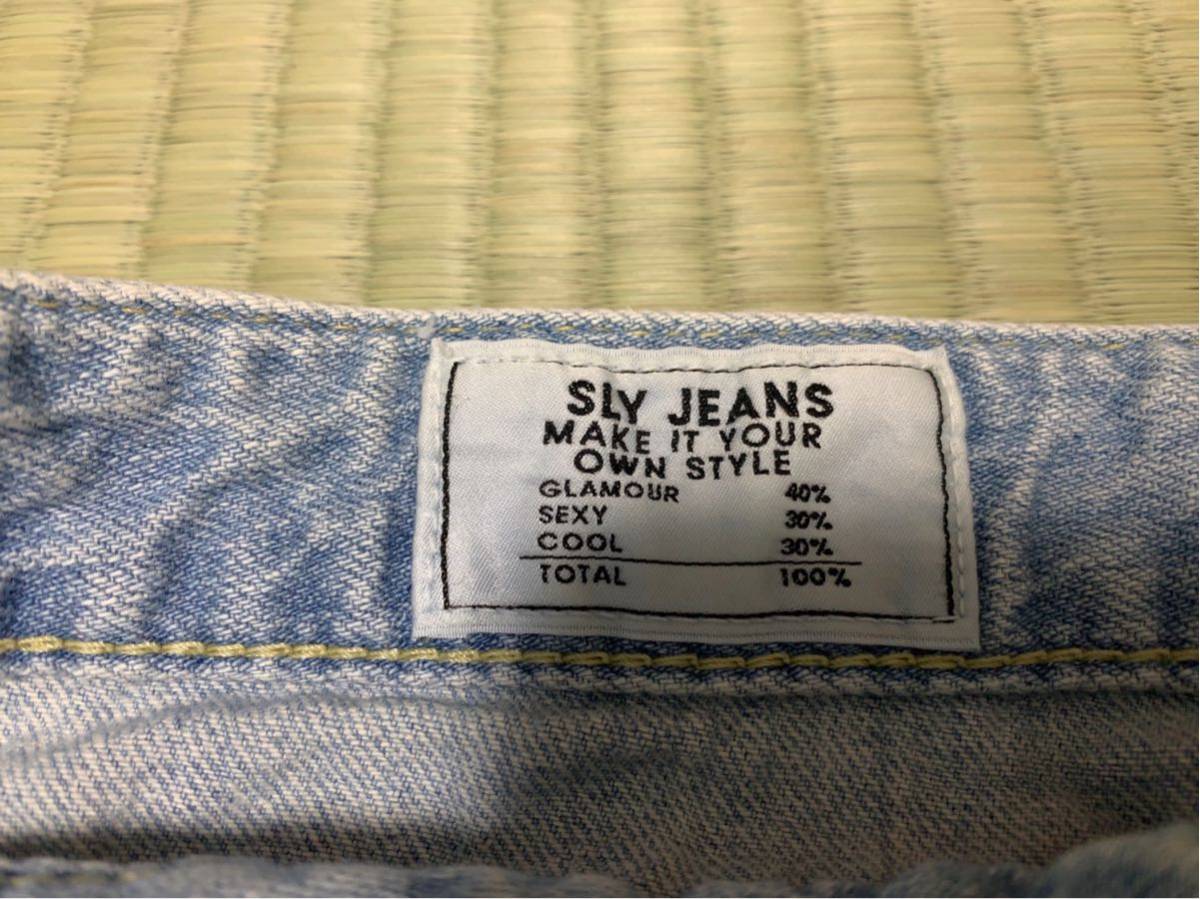 SLY JEANS
MAKE IT YOUR
OWN STYLE
GLAMOUR 40%
SEXY 30%
COOL 30%
TOTAL 100%